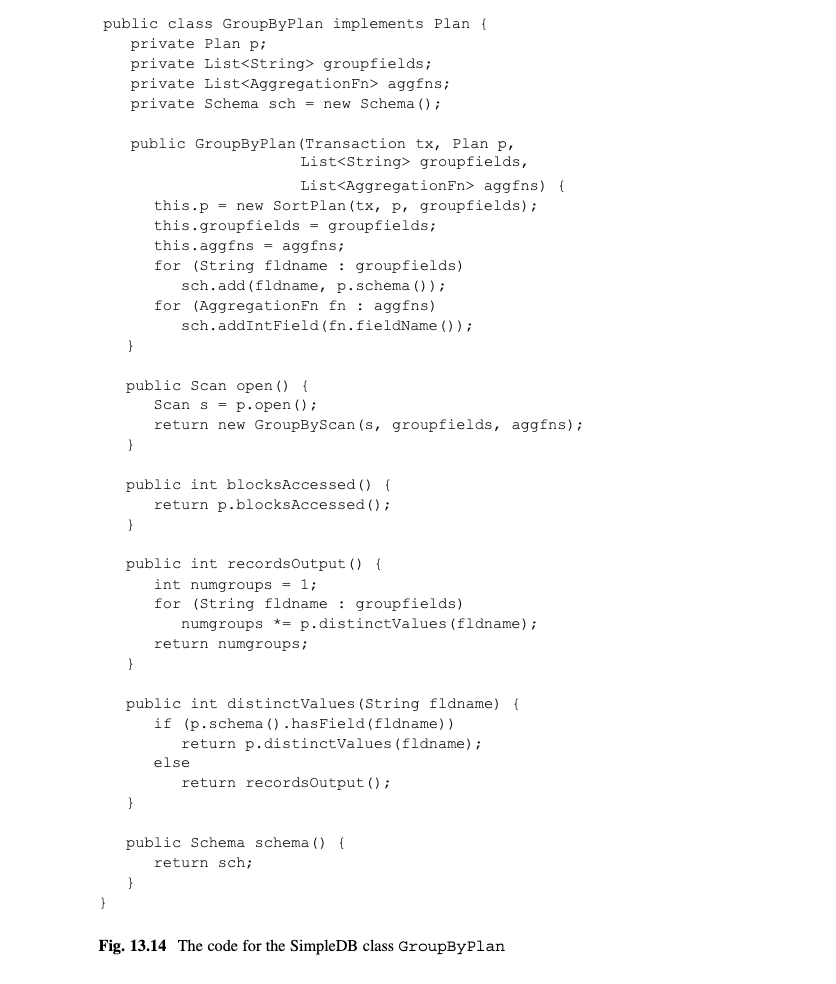 public class GroupByPlan implements Plan {
   private Plan p;
   private List<String> groupfields;
   private List<AggregationFn> aggfns;
   private Schema sch = new Schema();

   public GroupByPlan(Transaction tx, Plan p,
                      List<String> groupfields,
                      List<AggregationFn> aggfns) {
      this.p = new SortPlan(tx, p, groupfields);
      this.groupfields = groupfields;
      this.aggfns = aggfns;
      for (String fldname : groupfields)
         sch.add(fldname, p.schema());
      for (AggregationFn fn : aggfns)
         sch.addIntField(fn.fieldName());
   }

   public Scan open() {
      Scan s = p.open();
      return new GroupByScan(s, groupfields, aggfns);
   }

   public int blocksAccessed() {
      return p.blocksAccessed();
   }

   public int recordsOutput() {
      int numgroups = 1;
      for (String fldname : groupfields)
         numgroups *= p.distinctValues(fldname);
      return numgroups;
   }

   public int distinctValues(String fldname) {
      if (p.schema().hasField(fldname))
         return p.distinctValues(fldname);
      else
         return recordsOutput();
   }

   public Schema schema() {
      return sch;
   }
}
Fig. 13.14 The code for the SimpleDB class GroupByPlan